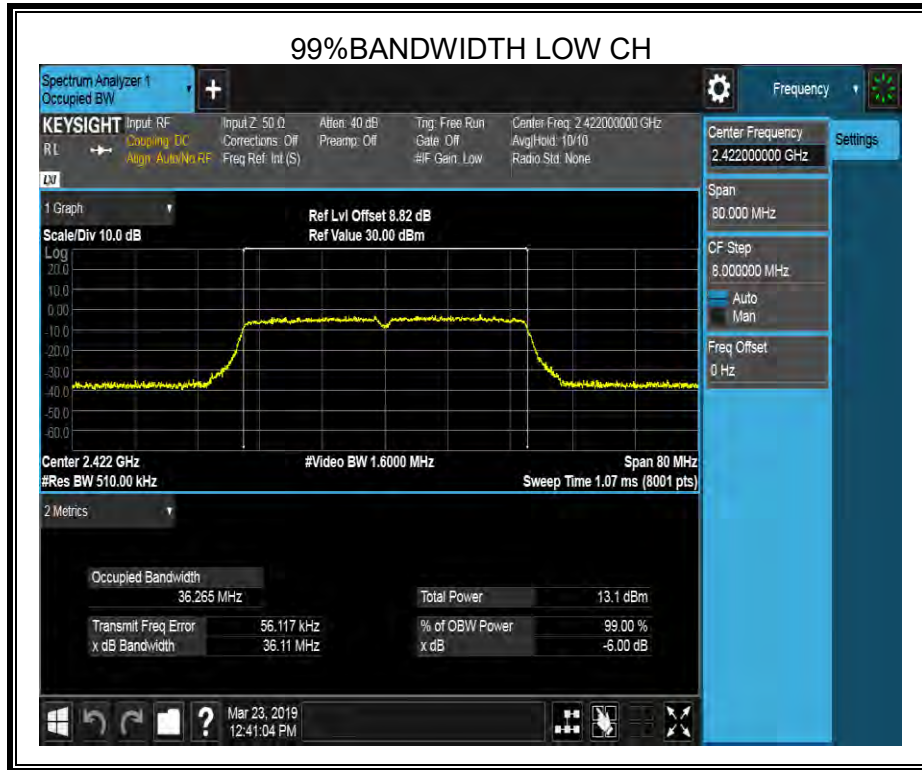 99%BANDWIDTH LOW CH
Spectrum Analyzer 1
Occupied BW
+
Frequency
KEYSIGHT
RL
LXI
Input: RF
Coupling: DC
Align: Auto/No RF
Input Z: 50 Ω
Corrections: Off
Freq Ref: Int (S)
Atten: 40 dB
Preamp: Off
Trig: Free Run
Gate: Off
#IF Gain: Low
Center Freq: 2.422000000 GHz
Avg|Hold: 10/10
Radio Std: None
Center Frequency
2.422000000 GHz
Settings
Span
80.000 MHz
CF Step
8.000000 MHz
Auto
Man
Freq Offset
0 Hz
1 Graph
Scale/Div 10.0 dB
Ref Lvl Offset 8.82 dB
Ref Value 30.00 dBm
Log
20.0
10.0
0.00
-10.0
-20.0
-30.0
-40.0
-50.0
-60.0
Center 2.422 GHz
#Video BW 1.6000 MHz
Span 80 MHz
#Res BW 510.00 kHz
Sweep Time 1.07 ms (8001 pts)
2 Metrics
Occupied Bandwidth
36.265 MHz
Total Power 13.1 dBm
Transmit Freq Error 56.117 kHz
% of OBW Power 99.00 %
x dB Bandwidth 36.11 MHz
x dB -6.00 dB
?
Mar 23, 2019
12:41:04 PM